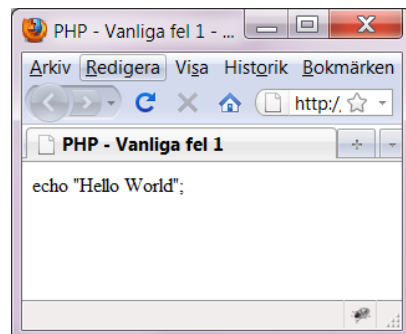 PHP - Vanliga fel 1 - ...
Arkiv Redigera Visa Historik Bokmärken
http:/
PHP - Vanliga fel 1
echo "Hello World";